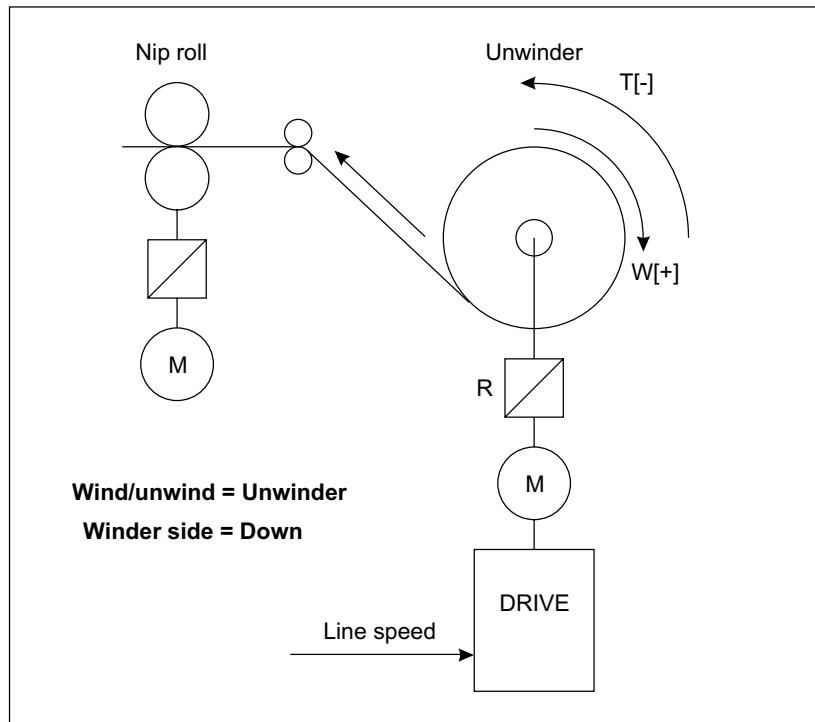 Nip roll
Unwinder
T[-]
W[+]
R
M
M
Wind/unwind = Unwinder
Winder side = Down
DRIVE
Line speed